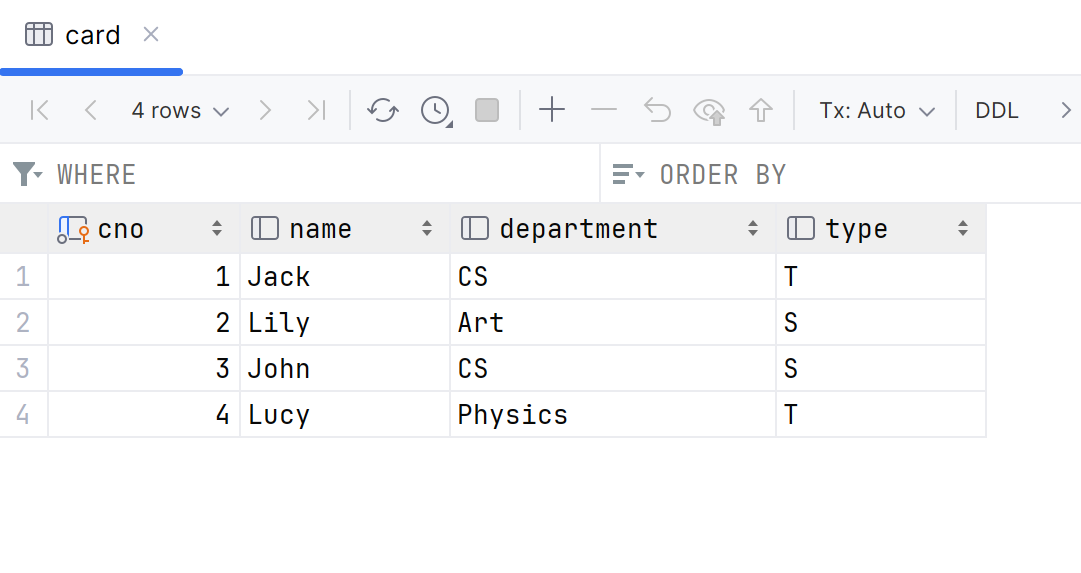 card
4 rows Tx: Auto DDL
WHERE ORDER BY
cno name department type
1 1 Jack CS T
2 2 Lily Art S
3 3 John CS S
4 4 Lucy Physics T